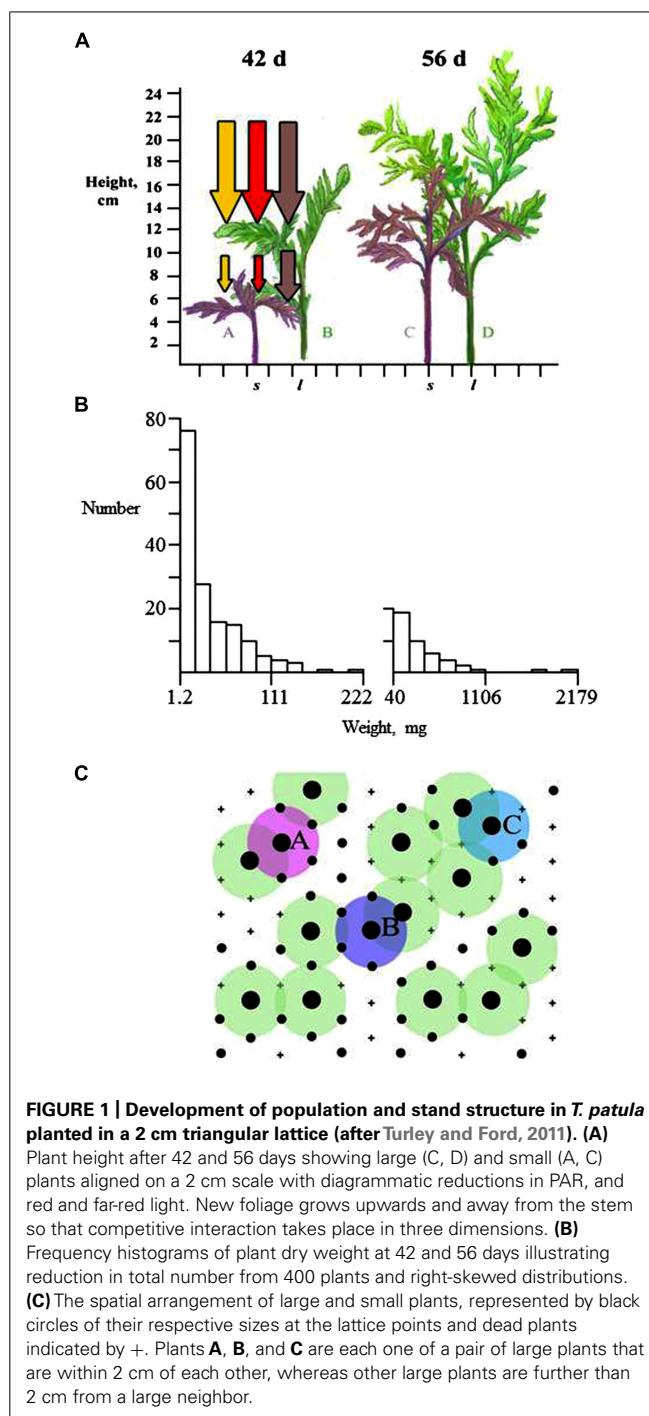 A
42 d
56 d
24
22
20
18
Height,
cm
16
14
12
10
8
6
4
2
A
B
C
D
s
l
s
l
B
80
60
Number
40
20
1.2
111
222
40
1106
2179
Weight, mg
C
A
C
B
FIGURE 1 | Development of population and stand structure in T. patula
planted in a 2 cm triangular lattice (after Turley and Ford, 2011). (A)
Plant height after 42 and 56 days showing large (C, D) and small (A, C)
plants aligned on a 2 cm scale with diagrammatic reductions in PAR, and
red and far-red light. New foliage grows upwards and away from the stem
so that competitive interaction takes place in three dimensions. (B)
Frequency histograms of plant dry weight at 42 and 56 days illustrating
reduction in total number from 400 plants and right-skewed distributions.
(C) The spatial arrangement of large and small plants, represented by black
circles of their respective sizes at the lattice points and dead plants
indicated by +. Plants A, B, and C are each one of a pair of large plants that
are within 2 cm of each other, whereas other large plants are further than
2 cm from a large neighbor.